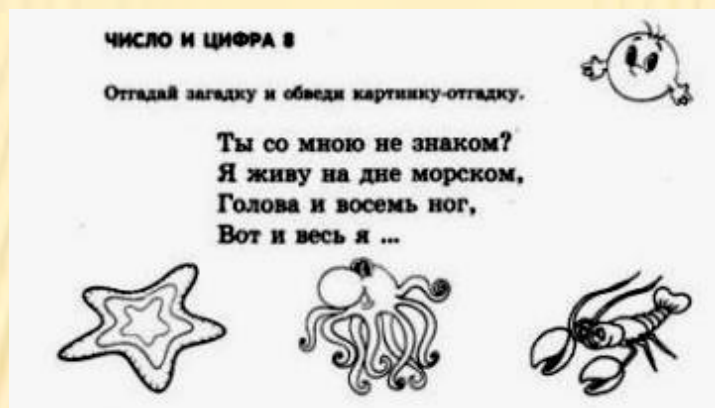 ЧИСЛО И ЦИФРА 8
Отгадай загадку и обведи картинку-отгадку.
Ты со мною не знаком?
Я живу на дне морском,
Голова и восемь ног,
Вот и весь я ...